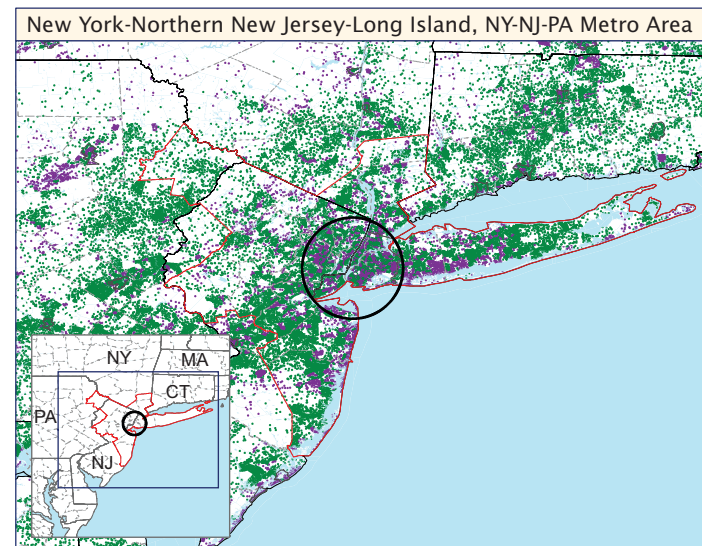 New York-Northern New Jersey-Long Island, NY-NJ-PA Metro Area
NY
MA
CT
PA
NJ